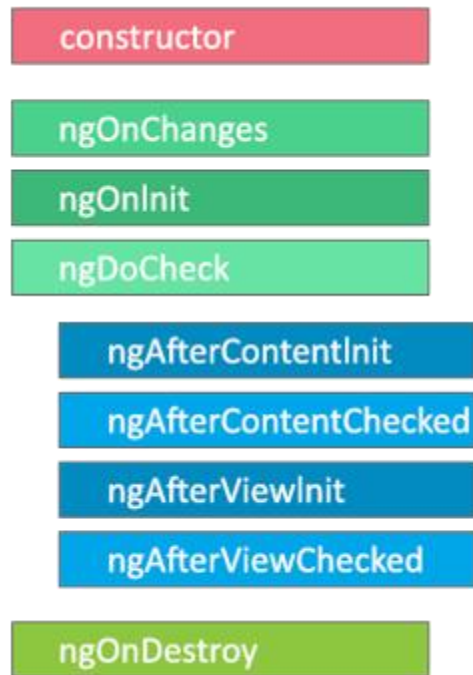 constructor
ngOnChanges
ngOnInit
ngDoCheck
ngAfterContentInit
ngAfterContentChecked
ngAfterViewInit
ngAfterViewChecked
ngOnDestroy